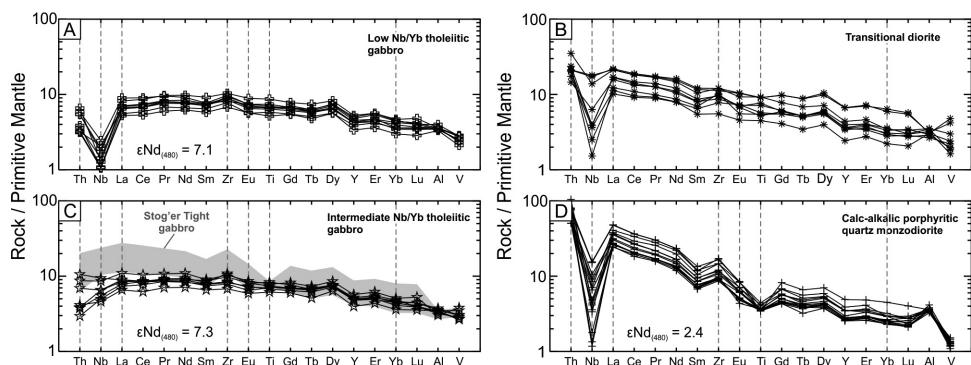 A
Low Nb/Yb tholeiitic
gabbro
εNd(480) = 7.1
100
10
1
Th Nb La Ce Pr Nd Sm Zr Eu Ti Gd Tb Dy Y Er Yb Lu Al V
Rock / Primitive Mantle
B
Transitional diorite
100
10
1
Th Nb La Ce Pr Nd Sm Zr Eu Ti Gd Tb Dy Y Er Yb Lu Al V
Rock / Primitive Mantle
C
Stog'er Tight
gabbro
Intermediate Nb/Yb tholeiitic
gabbro
εNd(480) = 7.3
100
10
1
Th Nb La Ce Pr Nd Sm Zr Eu Ti Gd Tb Dy Y Er Yb Lu Al V
D
Calc-alkalic porphyritic
quartz monzodiorite
εNd(480) = 2.4
100
10
1
Th Nb La Ce Pr Nd Sm Zr Eu Ti Gd Tb Dy Y Er Yb Lu Al V